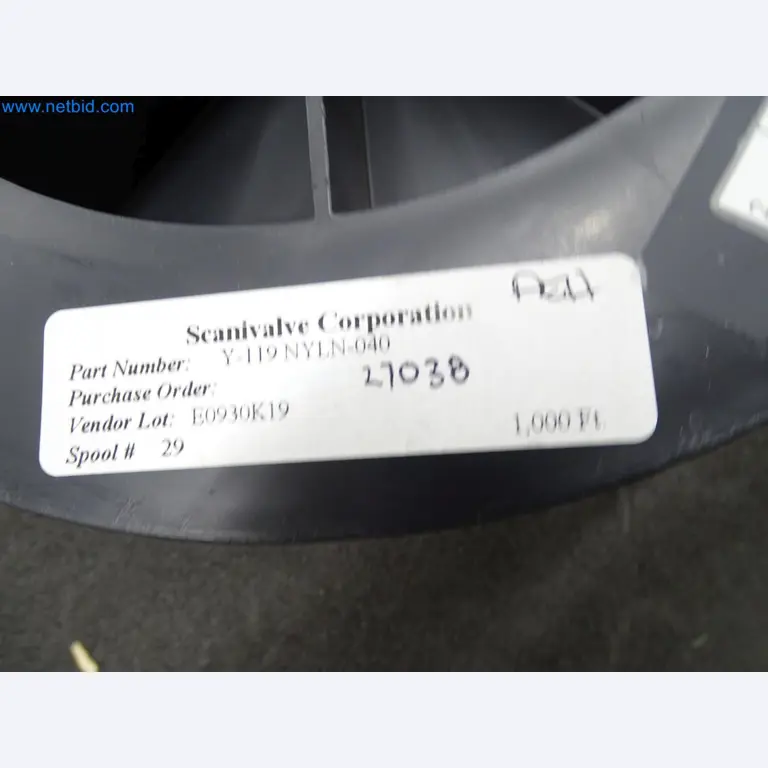 www.netbid.com
Scanivalve Corporation
Part Number: Y-119 NYLN-040
Purchase Order: 27038
Vendor Lot: E0930K19
Spool # 29 1,000 Ft.